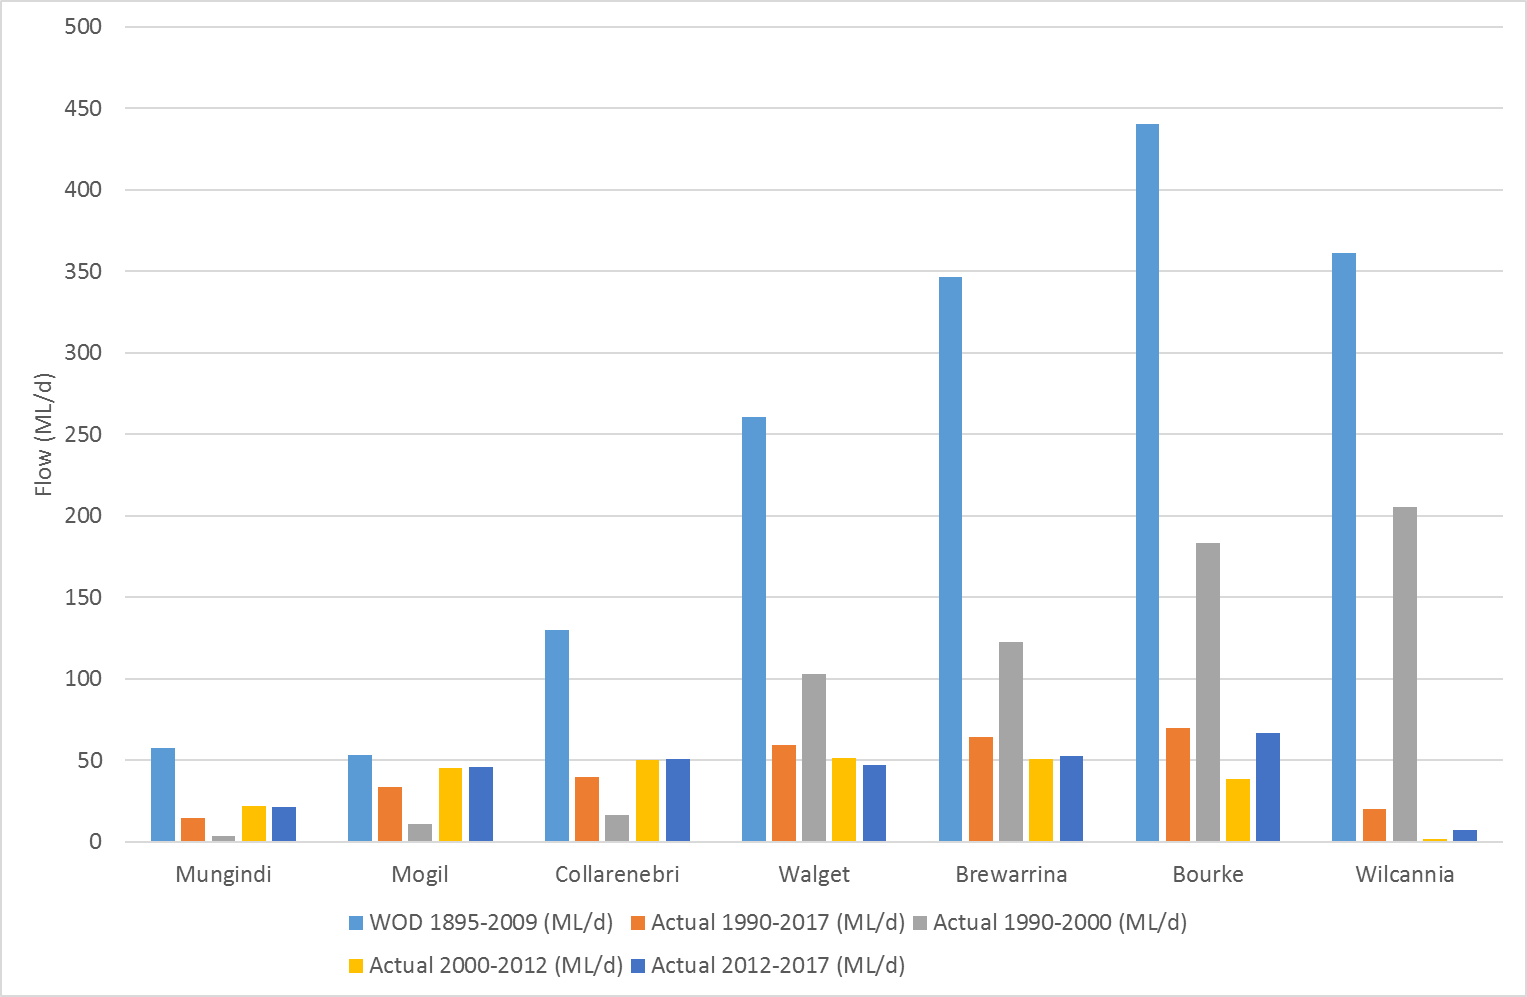 500
450
400
350
300
250
200
150
100
50
0
Flow (ML/d)
Mungindi Mogil Collarenebri Walget Brewarrina Bourke Wilcannia
WOD 1895-2009 (ML/d) Actual 1990-2017 (ML/d) Actual 1990-2000 (ML/d)
Actual 2000-2012 (ML/d) Actual 2012-2017 (ML/d)